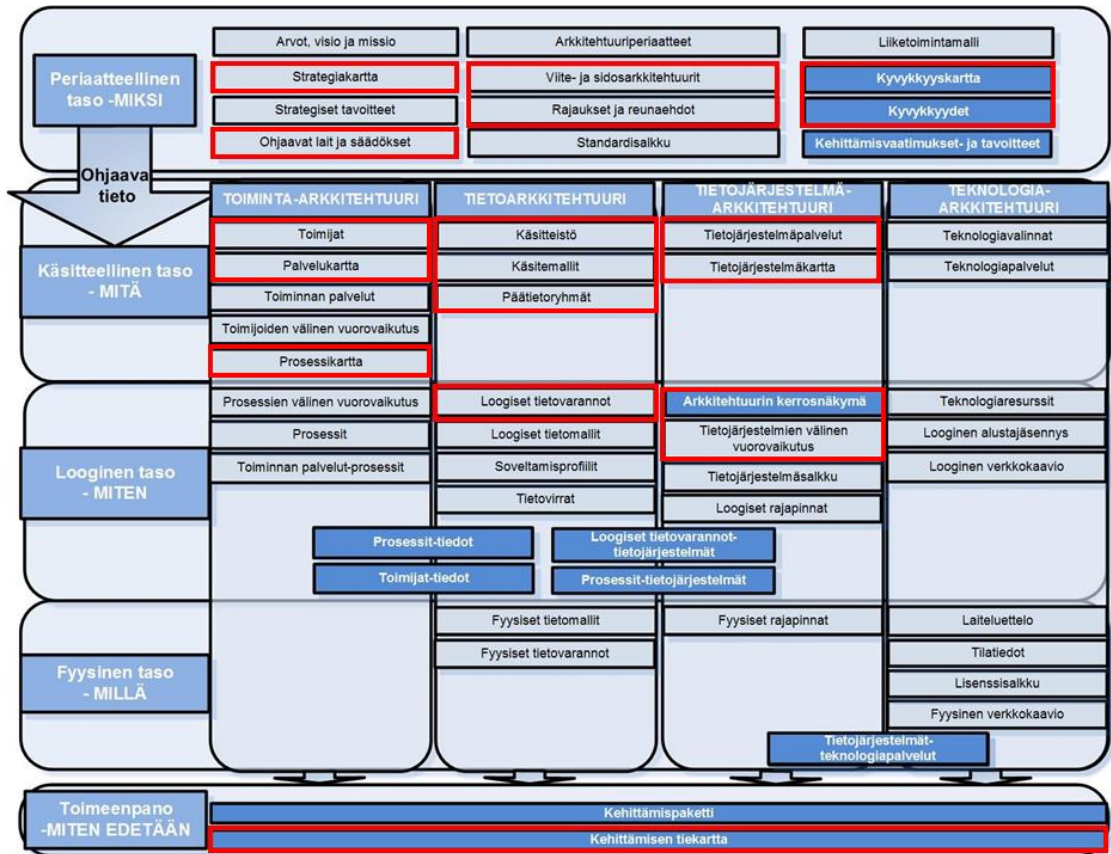 Periaatteellinen
taso -MIKSI
Arvot, visio ja missio
Strategiakartta
Strategiset tavoitteet
Ohjaavat lait ja säädökset
Arkkitehtuuriperiaatteet
Viite- ja sidosarkkitehtuurit
Rajaukset ja reunaehdot
Standardisalkku
Liiketoimintamalli
Kyvykkyyskartta
Kyvykkyydet
Kehittämisvaatimukset- ja tavoitteet
Ohjaava
tieto
TOIMINTA-ARKKITEHTUURI
TIETOARKKITEHTUURI
TIETOJÄRJESTELMÄ-
ARKKITEHTUURI
TEKNOLOGIA-
ARKKITEHTUURI
Käsitteellinen taso
- MITÄ
Toimijat
Palvelukartta
Toiminnan palvelut
Toimijoiden välinen vuorovaikutus
Prosessikartta
Käsitteistö
Käsitemallit
Päätietoryhmät
Tietojärjestelmäpalvelut
Tietojärjestelmäkartta
Teknologiavalinnat
Teknologiapalvelut
Looginen taso
- MITEN
Prosessien välinen vuorovaikutus
Prosessit
Toiminnan palvelut-prosessit
Loogiset tietovarannot
Loogiset tietomallit
Soveltamisprofiilit
Tietovirrat
Arkkitehtuurin kerrosnäkymä
Tietojärjestelmien välinen
vuorovaikutus
Tietojärjestelmäsalkku
Loogiset rajapinnat
Teknologiaresurssit
Looginen alustajäsennys
Looginen verkkokaavio
Prosessit-tiedot
Toimijat-tiedot
Loogiset tietovarannot-
tietojärjestelmät
Prosessit-tietojärjestelmät
Fyysinen taso
- MILLÄ
Fyysiset tietomallit
Fyysiset tietovarannot
Fyysiset rajapinnat
Laiteluettelo
Tilatiedot
Lisenssisalkku
Fyysinen verkkokaavio
Tietojärjestelmät-
teknologiapalvelut
Toimeenpano
-MITEN EDETÄÄN
Kehittämispaketti
Kehittämisen tiekartta